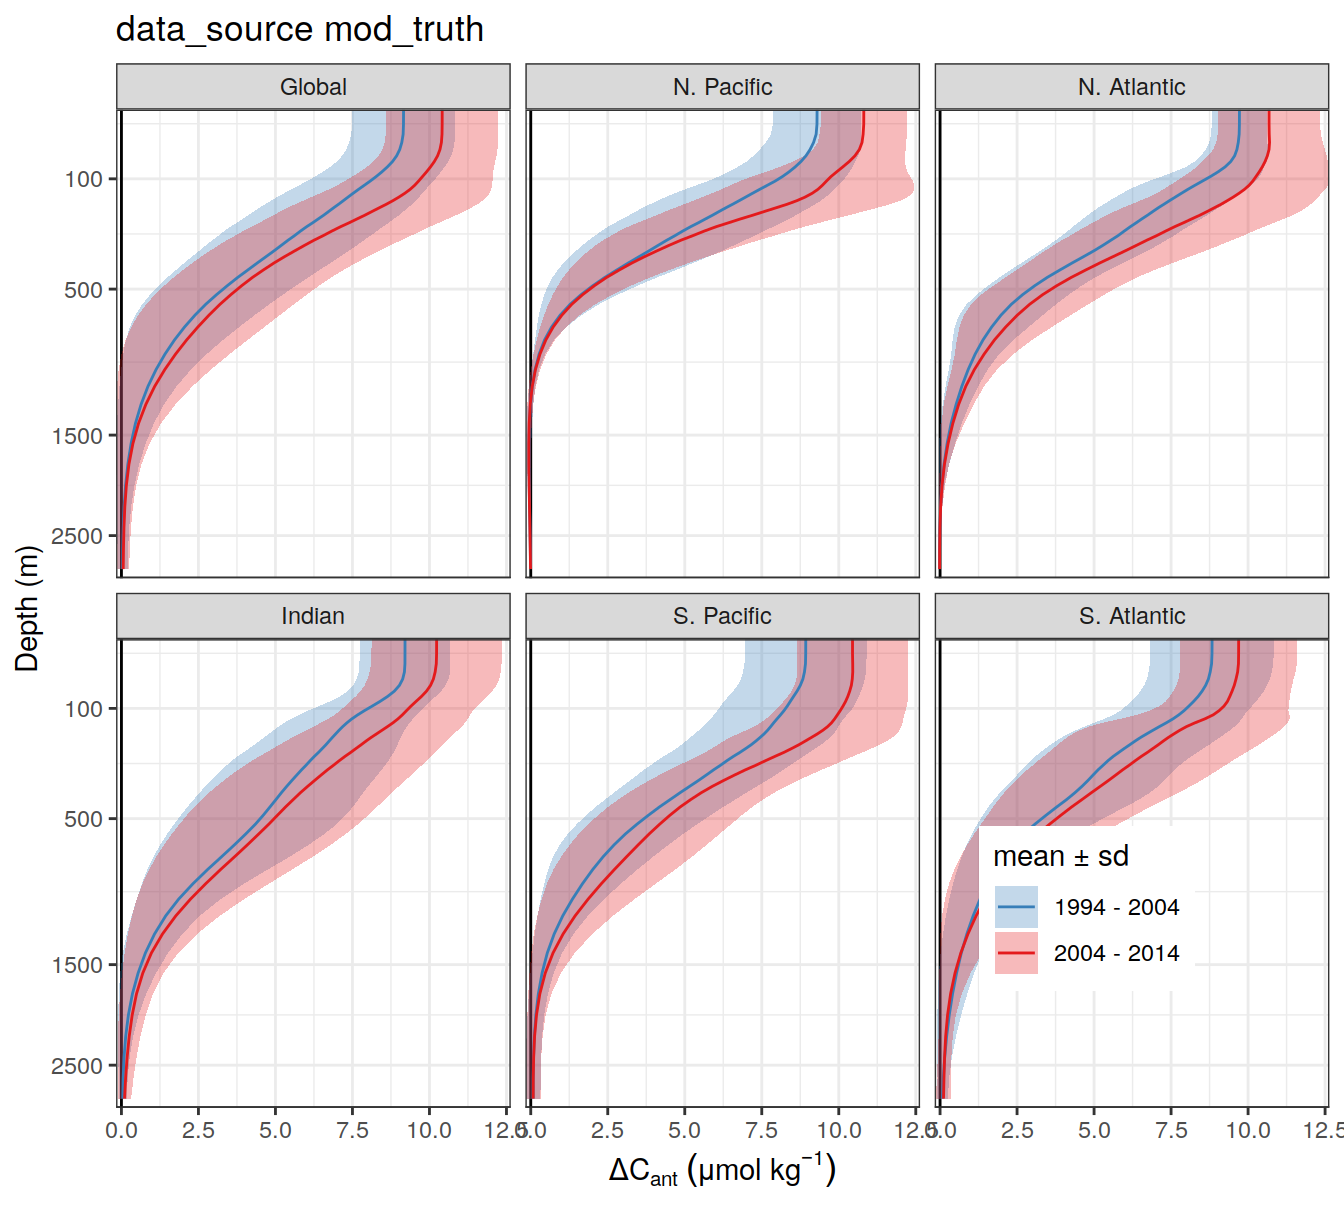 data_source mod_truth
Global
N. Pacific
N. Atlantic
100
500
1500
2500
Depth (m)
Indian
S. Pacific
S. Atlantic
100
500
1500
2500
mean ± sd
1994 - 2004
2004 - 2014
0.0 2.5 5.0 7.5 10.0 12.5
0.0 2.5 5.0 7.5 10.0 12.5
0.0 2.5 5.0 7.5 10.0 12.5
ΔCant (μmol kg−1)